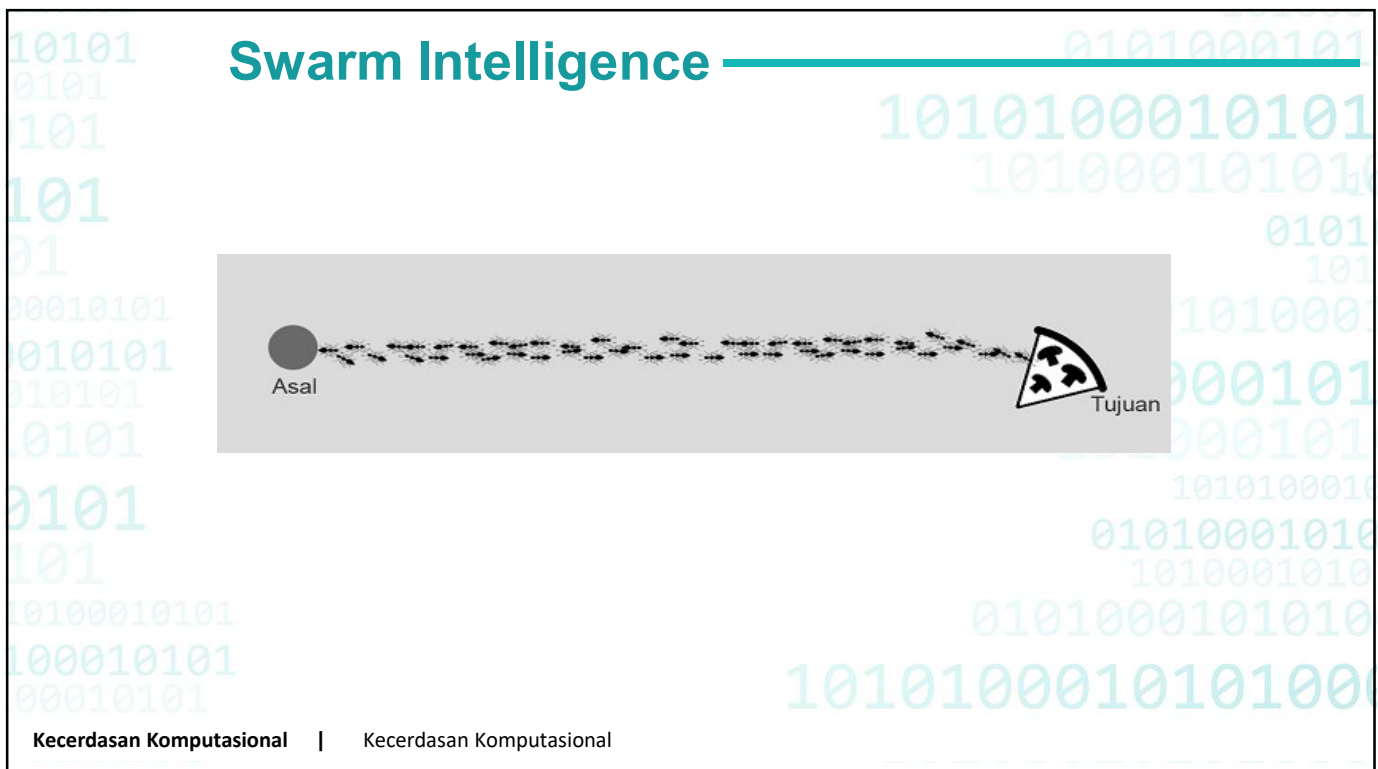 Swarm Intelligence
Asal
Tujuan
Kecerdasan Komputasional | Kecerdasan Komputasional